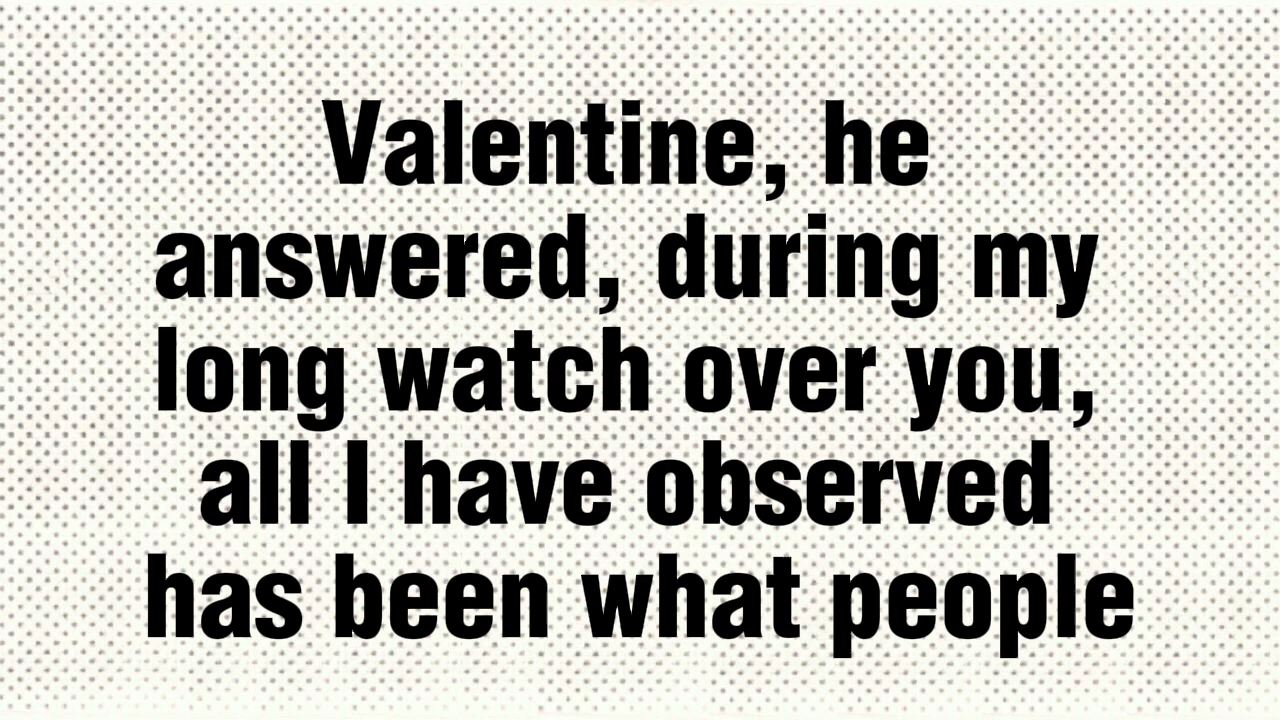 Valentine, he
answered, during my
long watch over you,
all I have observed
has been what people